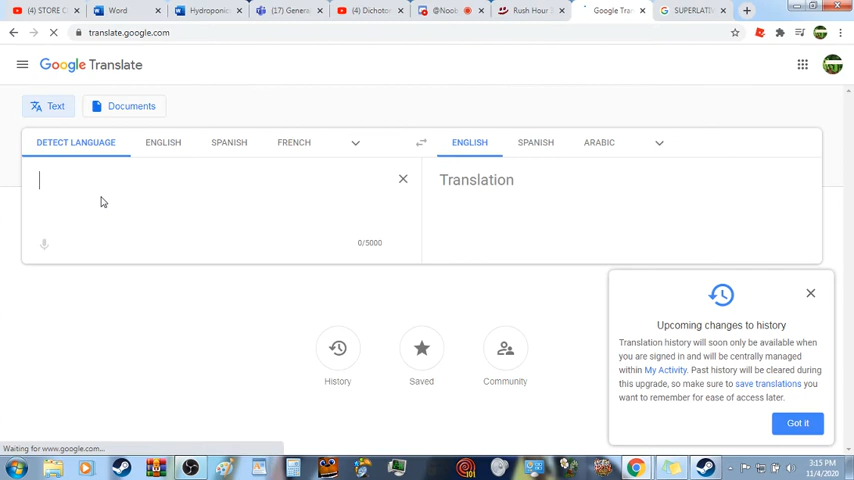 (4) STORE C
Word
Hydroponic
(17) Genera
(4) Dichoto
@Noob
Rush Hour
Google Tran
SUPERLATIV
translate.google.com
Google Translate
Text
Documents
DETECT LANGUAGE
ENGLISH
SPANISH
FRENCH
ENGLISH
SPANISH
ARABIC
Translation
0/5000
Upcoming changes to history
Translation history will soon only be available when
you are signed in and will be centrally managed
within My Activity. Past history will be cleared during
this upgrade, so make sure to save translations you
want to remember for ease of access later.
Got it
History
Saved
Community
Waiting for www.google.com...
101
3:15 PM
11/4/2020